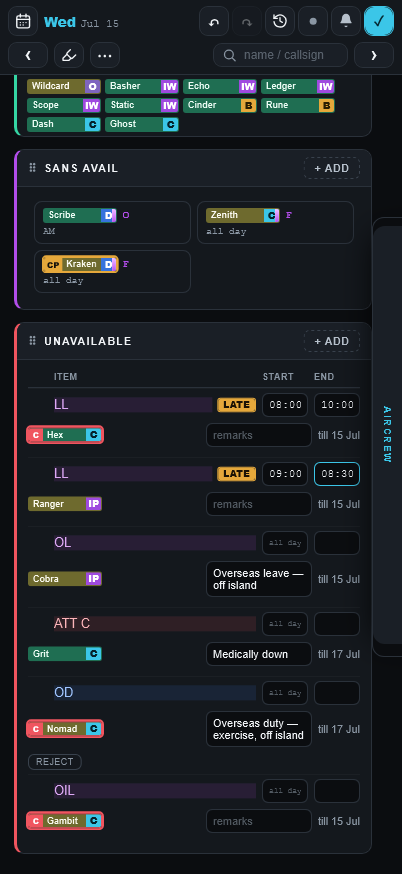 Wed Jul 15
name / callsign
Wildcard O Basher IW Echo IW Ledger IW
Scope IW Static IW Cinder B Rune B
Dash C Ghost C
SANS AVAIL + ADD
Scribe D O
AM
Zenith C F
all day
CP Kraken D F
all day
UNAVAILABLE + ADD
ITEM START END
LL LATE 08:00 10:00
C Hex C remarks till 15 Jul
LL LATE 09:00 08:30
Ranger IP remarks till 15 Jul
OL all day
Cobra IP Overseas leave — till 15 Jul
off island
ATT C all day
Grit C Medically down till 17 Jul
OD all day
C Nomad C Overseas duty — till 17 Jul
exercise, off island
REJECT
OIL all day
C Gambit C remarks till 15 Jul
AIRCREW